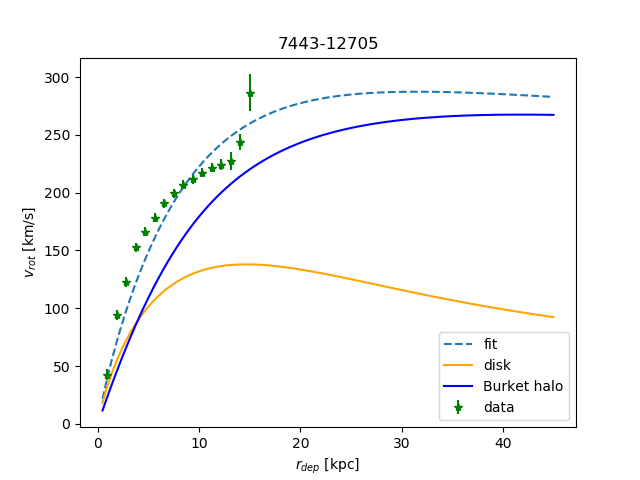 7443-12705
300
250
200
150
100
50
0
v_rot [km/s]
0 10 20 30 40
r_dep [kpc]
fit
disk
Burket halo
data